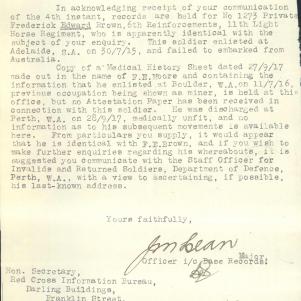 In acknowledging receipt of your communication
of the 4th instant, records are held for No 1273 Private
Frederick Edward Brown, 6th Reinforcements, 11th Light
Horse Regiment, who is apparently identical with the
subject of your enquiry. This soldier enlisted at
Adelaide, S.A. on 30/7/15, and failed to embark from
Australia.
Copy of a Medical History Sheet dated 27/9/17
made out in the name of F.E.Moore and containing the
information that he enlisted at Boulder, W.A. on 11/7/16,
previous occupation being shown as miner, is held at this
office, but no Attestation Paper has been received in
connection with this soldier. He was discharged at
Perth, W.A. on 28/9/17, medically unfit, and no
information as to his subsequent movements is available
here. From particulars you supply, it would appear
that he is identical with F.E.Brown, and if you wish
to make further enquiries regarding his whereabouts, it is
suggested you communicate with the Staff Officer for
Invalids and Returned Soldiers, Department of Defence,
Perth, W.A. with a view to ascertaining, if possible,
his last-known address.
Yours faithfully,
JMLean
Major.
Officer i/c Base Records.
Hon. Secretary,
Red Cross Information Bureau,
Darling Buildings,
Franklin Street.